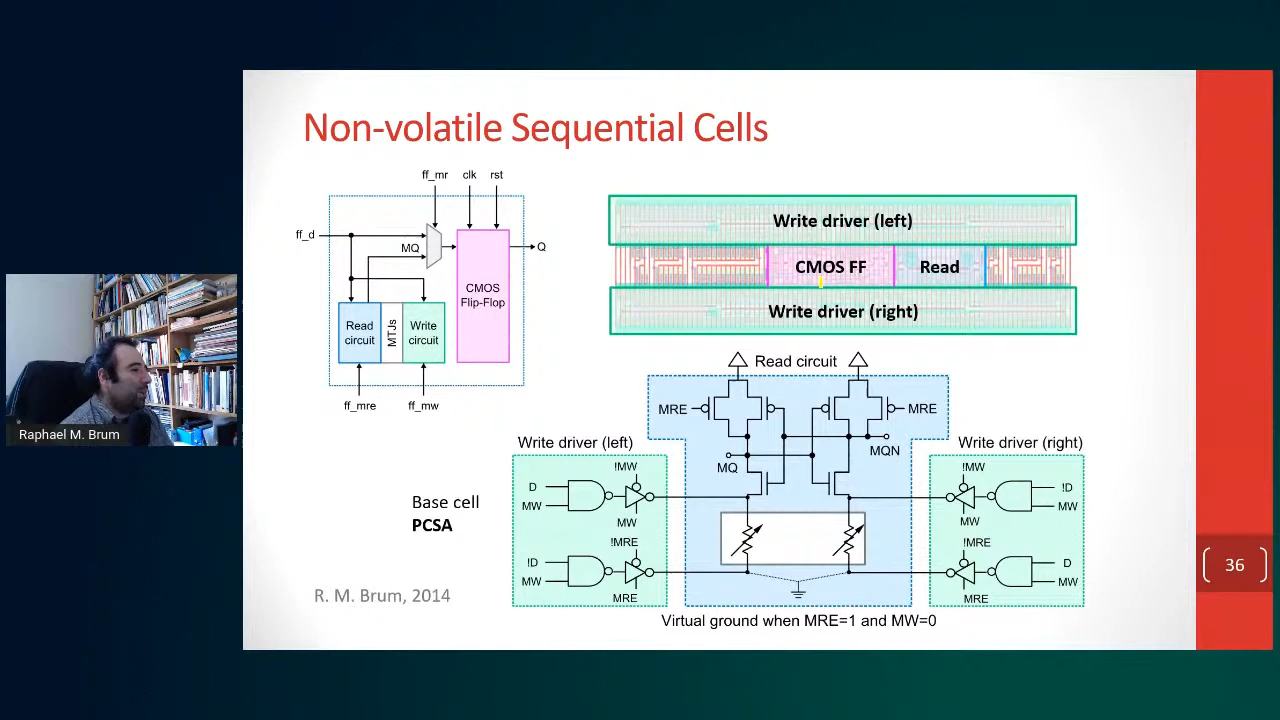 Non-volatile Sequential Cells
ff_mr clk rst
ff_d
MQ
Q
CMOS
Flip-Flop
Read
circuit
MTJs
Write
circuit
ff_mre ff_mw
Write driver (left)
CMOS FF Read
Write driver (right)
Read circuit
MRE MRE
MQ MQN
Write driver (left) Write driver (right)
!MW !MW
D !D
MW MW
MW MW
!MRE !MRE
!D D
MW MW
MRE MRE
Base cell
PCSA
R. M. Brum, 2014
Virtual ground when MRE=1 and MW=0
36
Raphael M. Brum